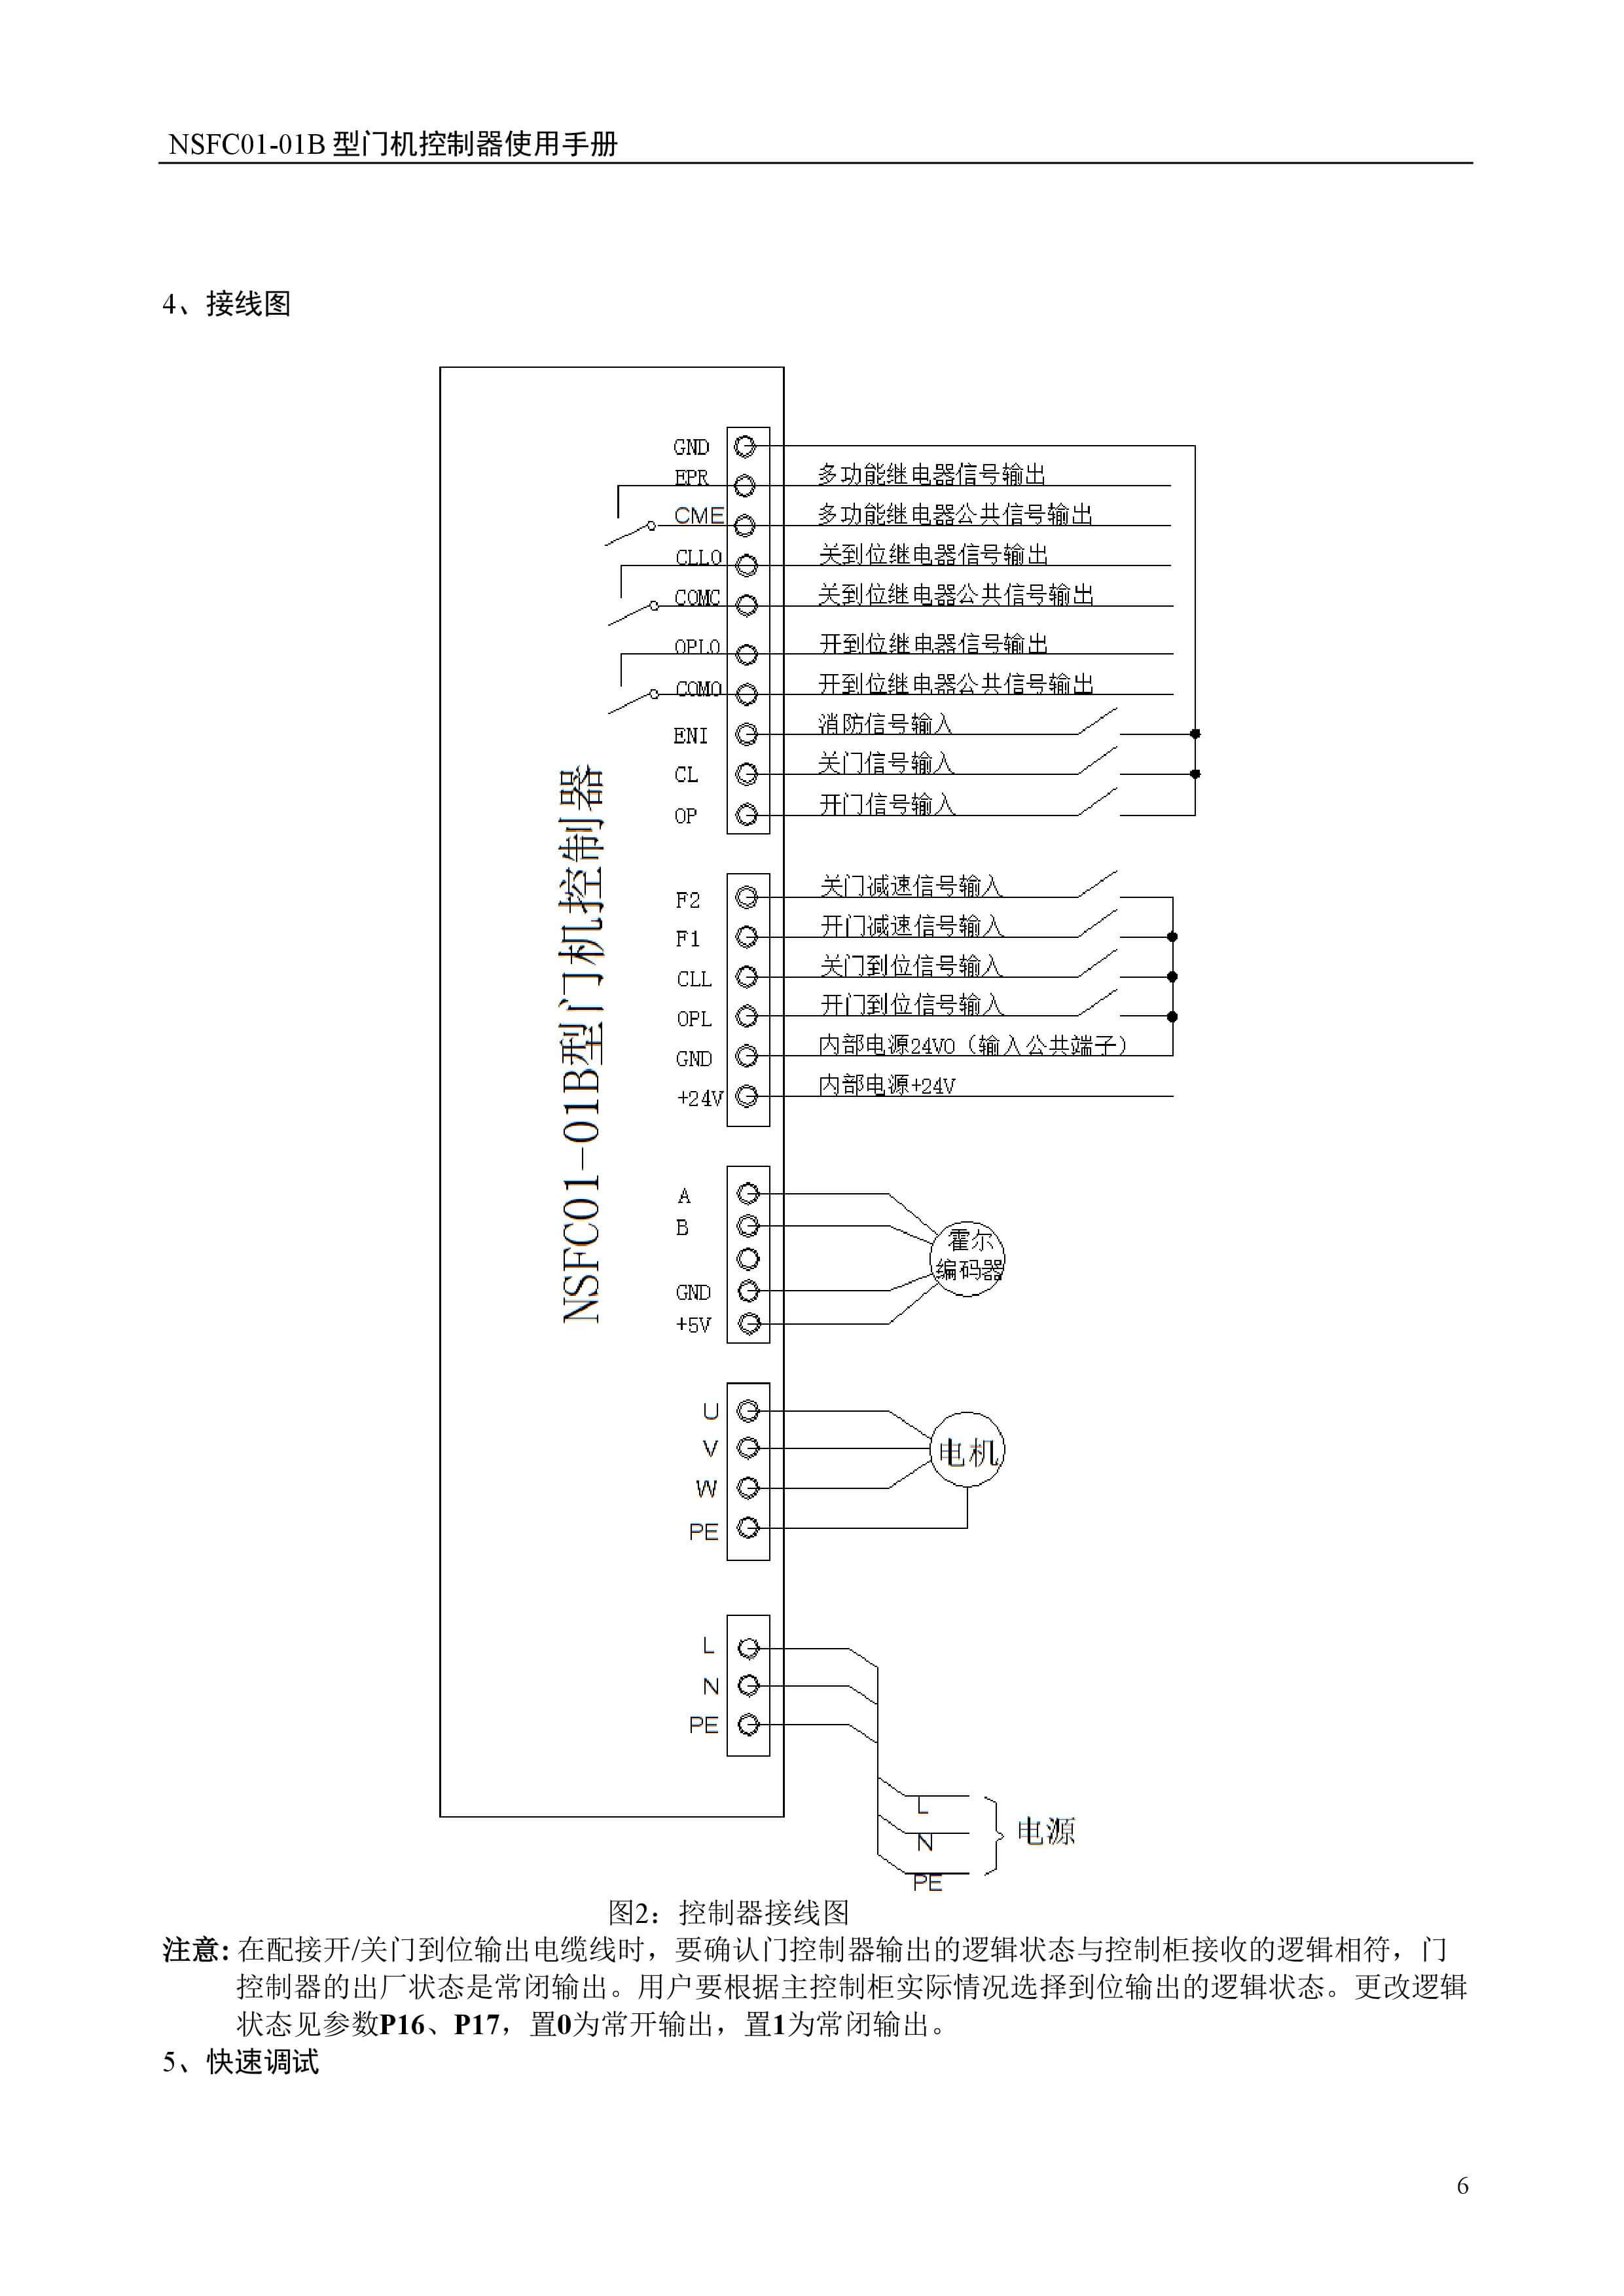 NSFC01-01B 型门机控制器使用手册
4、接线图
NSFC01-01B型门机控制器
GND
EPR 多功能继电器信号输出
CME 多功能继电器公共信号输出
CLLO 关到位继电器信号输出
COMC 关到位继电器公共信号输出
OPLO 开到位继电器信号输出
COMO 开到位继电器公共信号输出
ENI 消防信号输入
CL 关门信号输入
OP 开门信号输入
F2 关门减速信号输入
F1 开门减速信号输入
CLL 关门到位信号输入
OPL 开门到位信号输入
GND 内部电源24V0（输入公共端子）
+24V 内部电源+24V
A
B
GND
+5V
霍尔
编码器
U
V
W
PE
电机
L
N
PE
L
N
PE
电源
图2：控制器接线图
注意: 在配接开/关门到位输出电缆线时，要确认门控制器输出的逻辑状态与控制柜接收的逻辑相符，门
控制器的出厂状态是常闭输出。用户要根据主控制柜实际情况选择到位输出的逻辑状态。更改逻辑
状态见参数P16、P17，置0为常开输出，置1为常闭输出。
5、快速调试
6